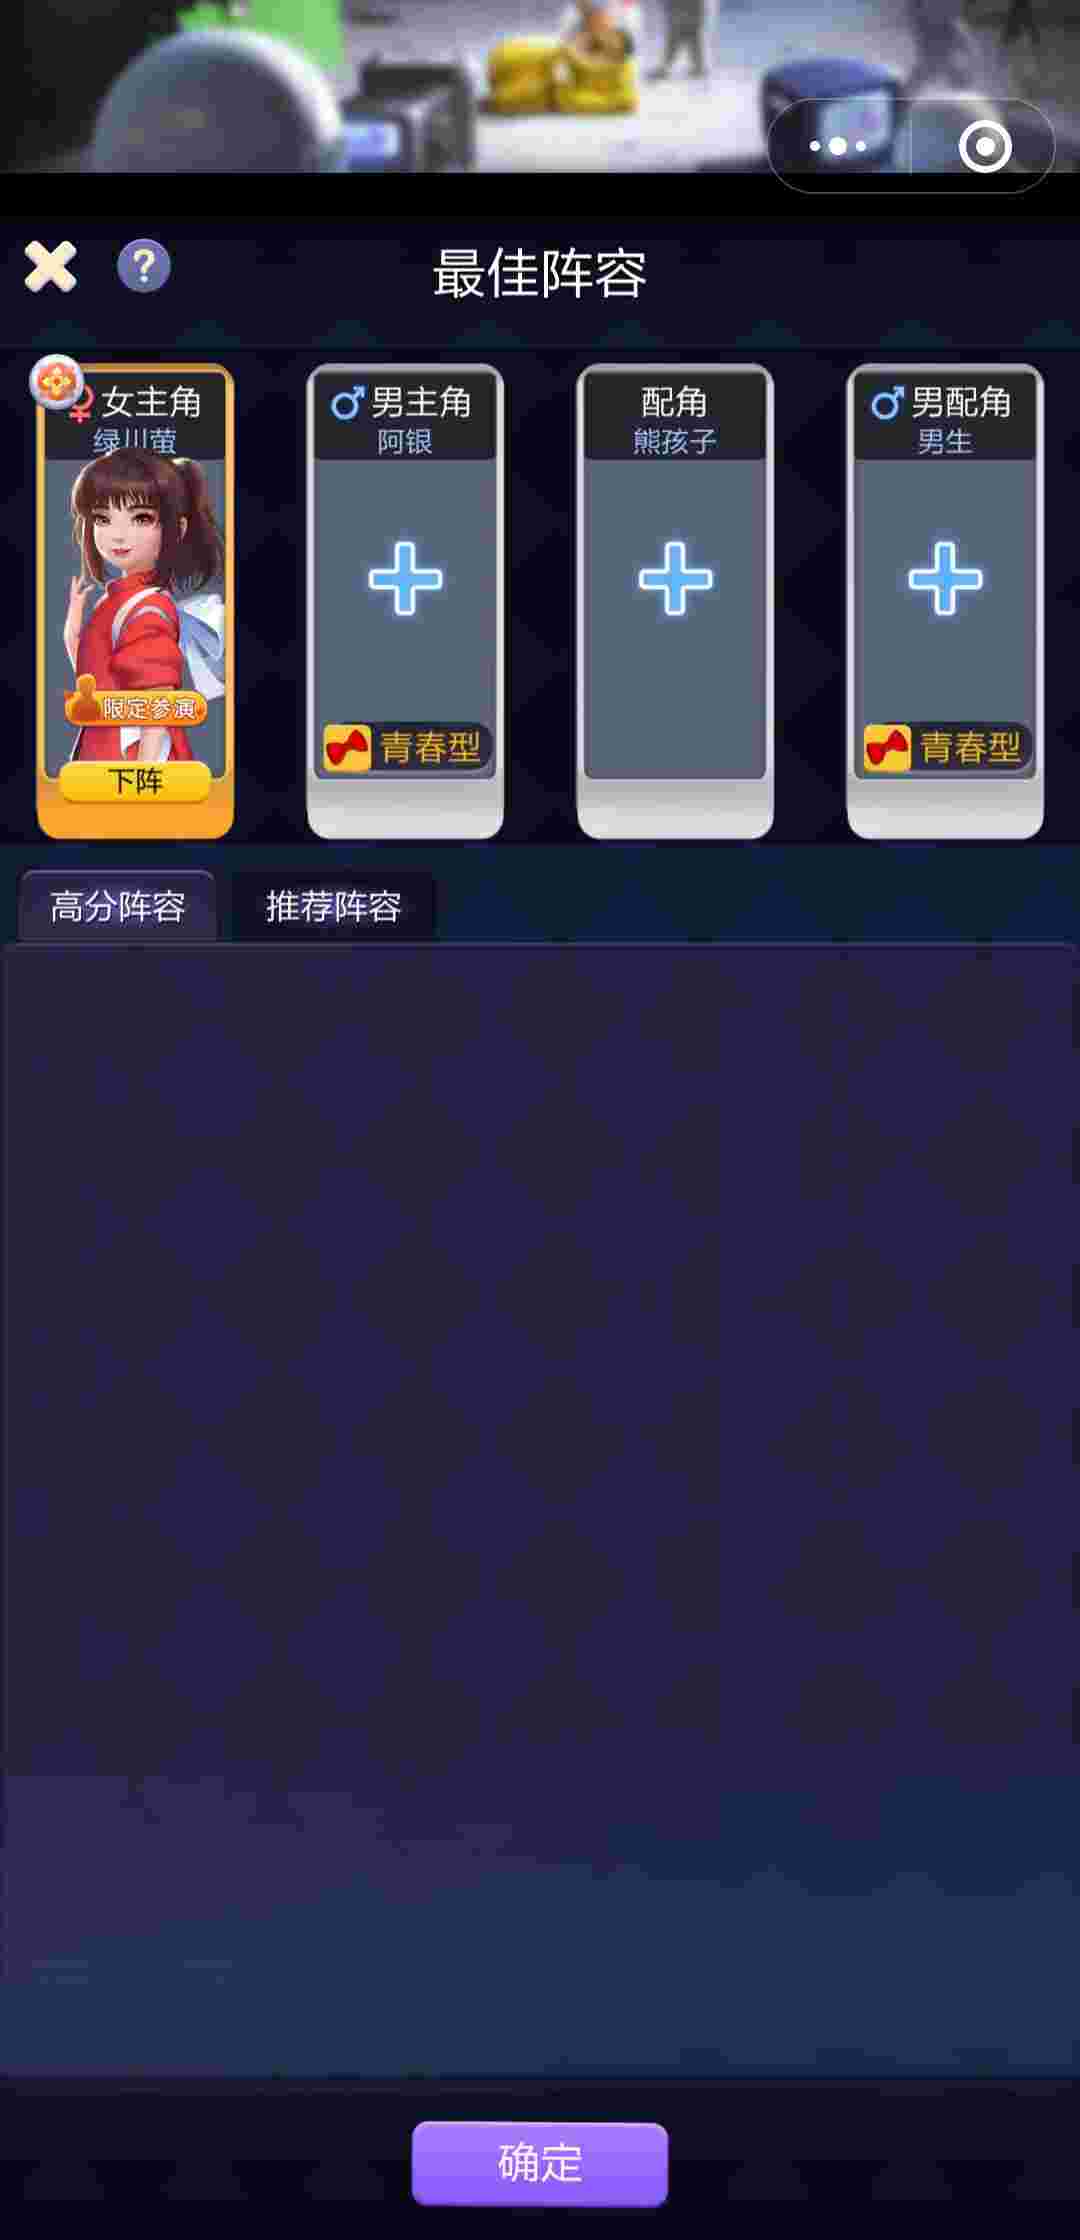 最佳阵容
女主角
绿川萤
限定参演
下阵
男主角
阿银
青春型
配角
熊孩子
男配角
男生
青春型
高分阵容
推荐阵容
确定